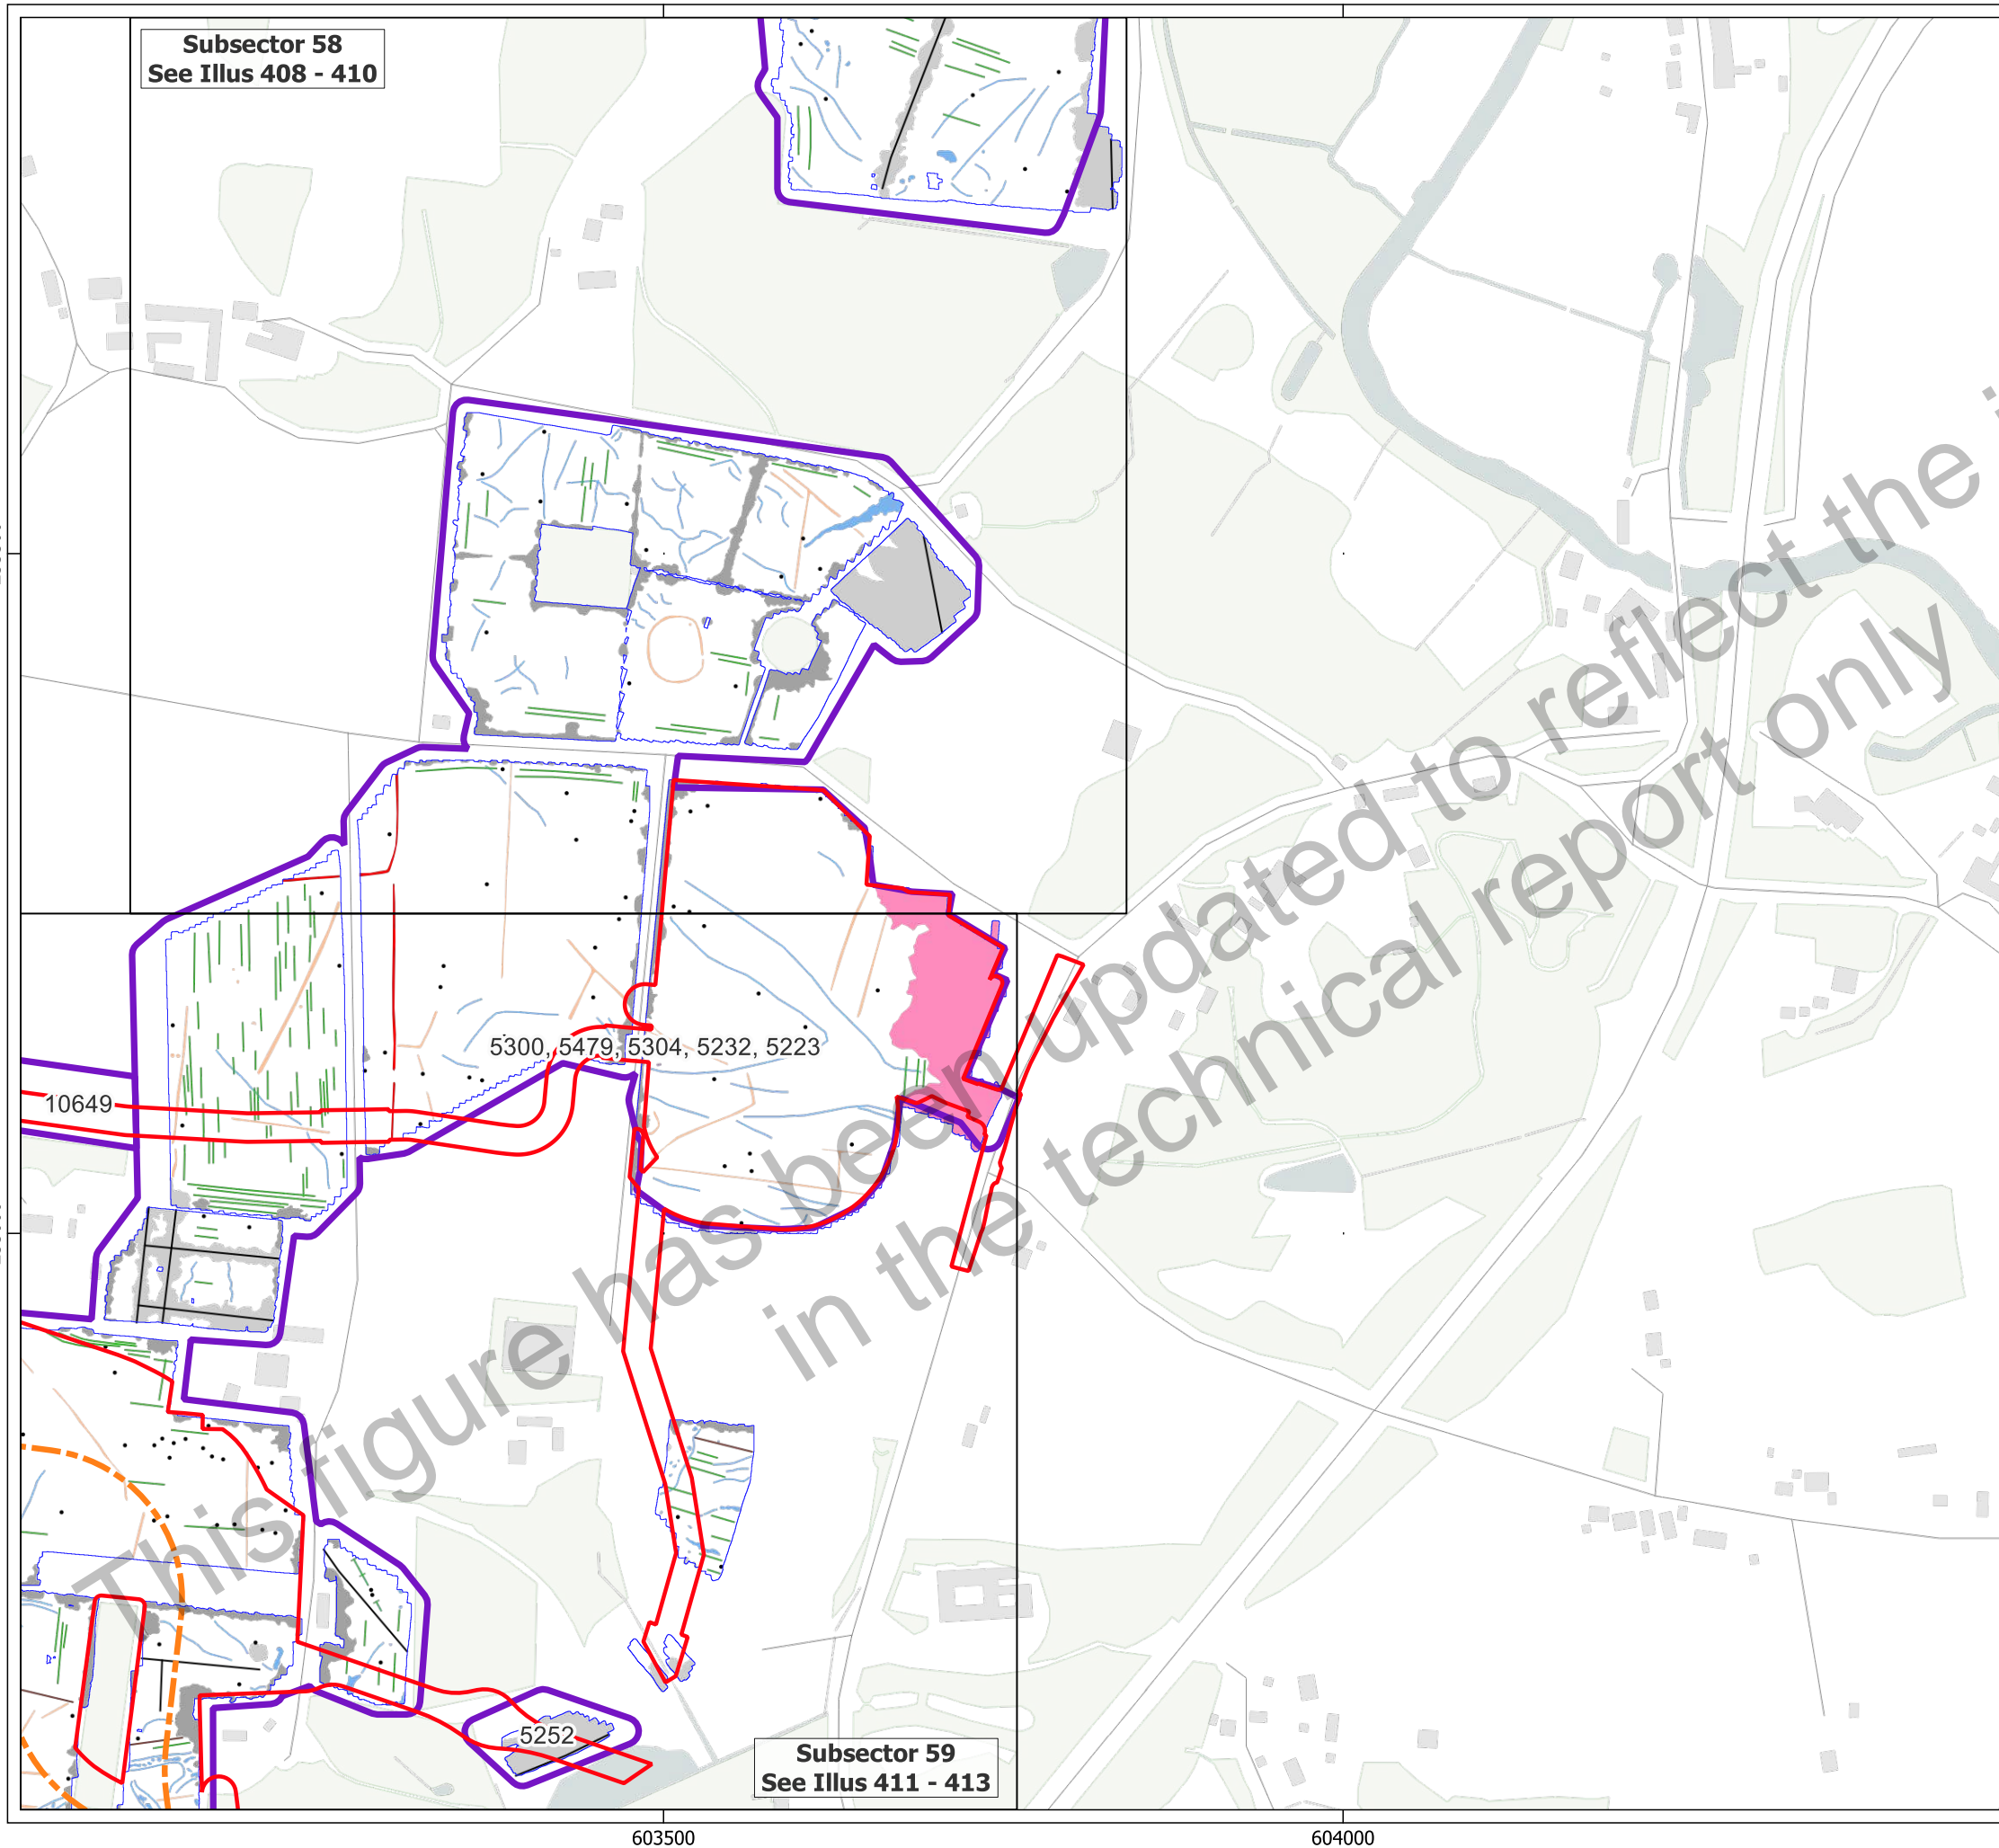 Subsector 58
See Illus 408 - 410
5300, 5479, 5304, 5232, 5223
10649
5252
Subsector 59
See Illus 411 - 413
603500
604000
This figure has been updated to reflect the
in the technical report only